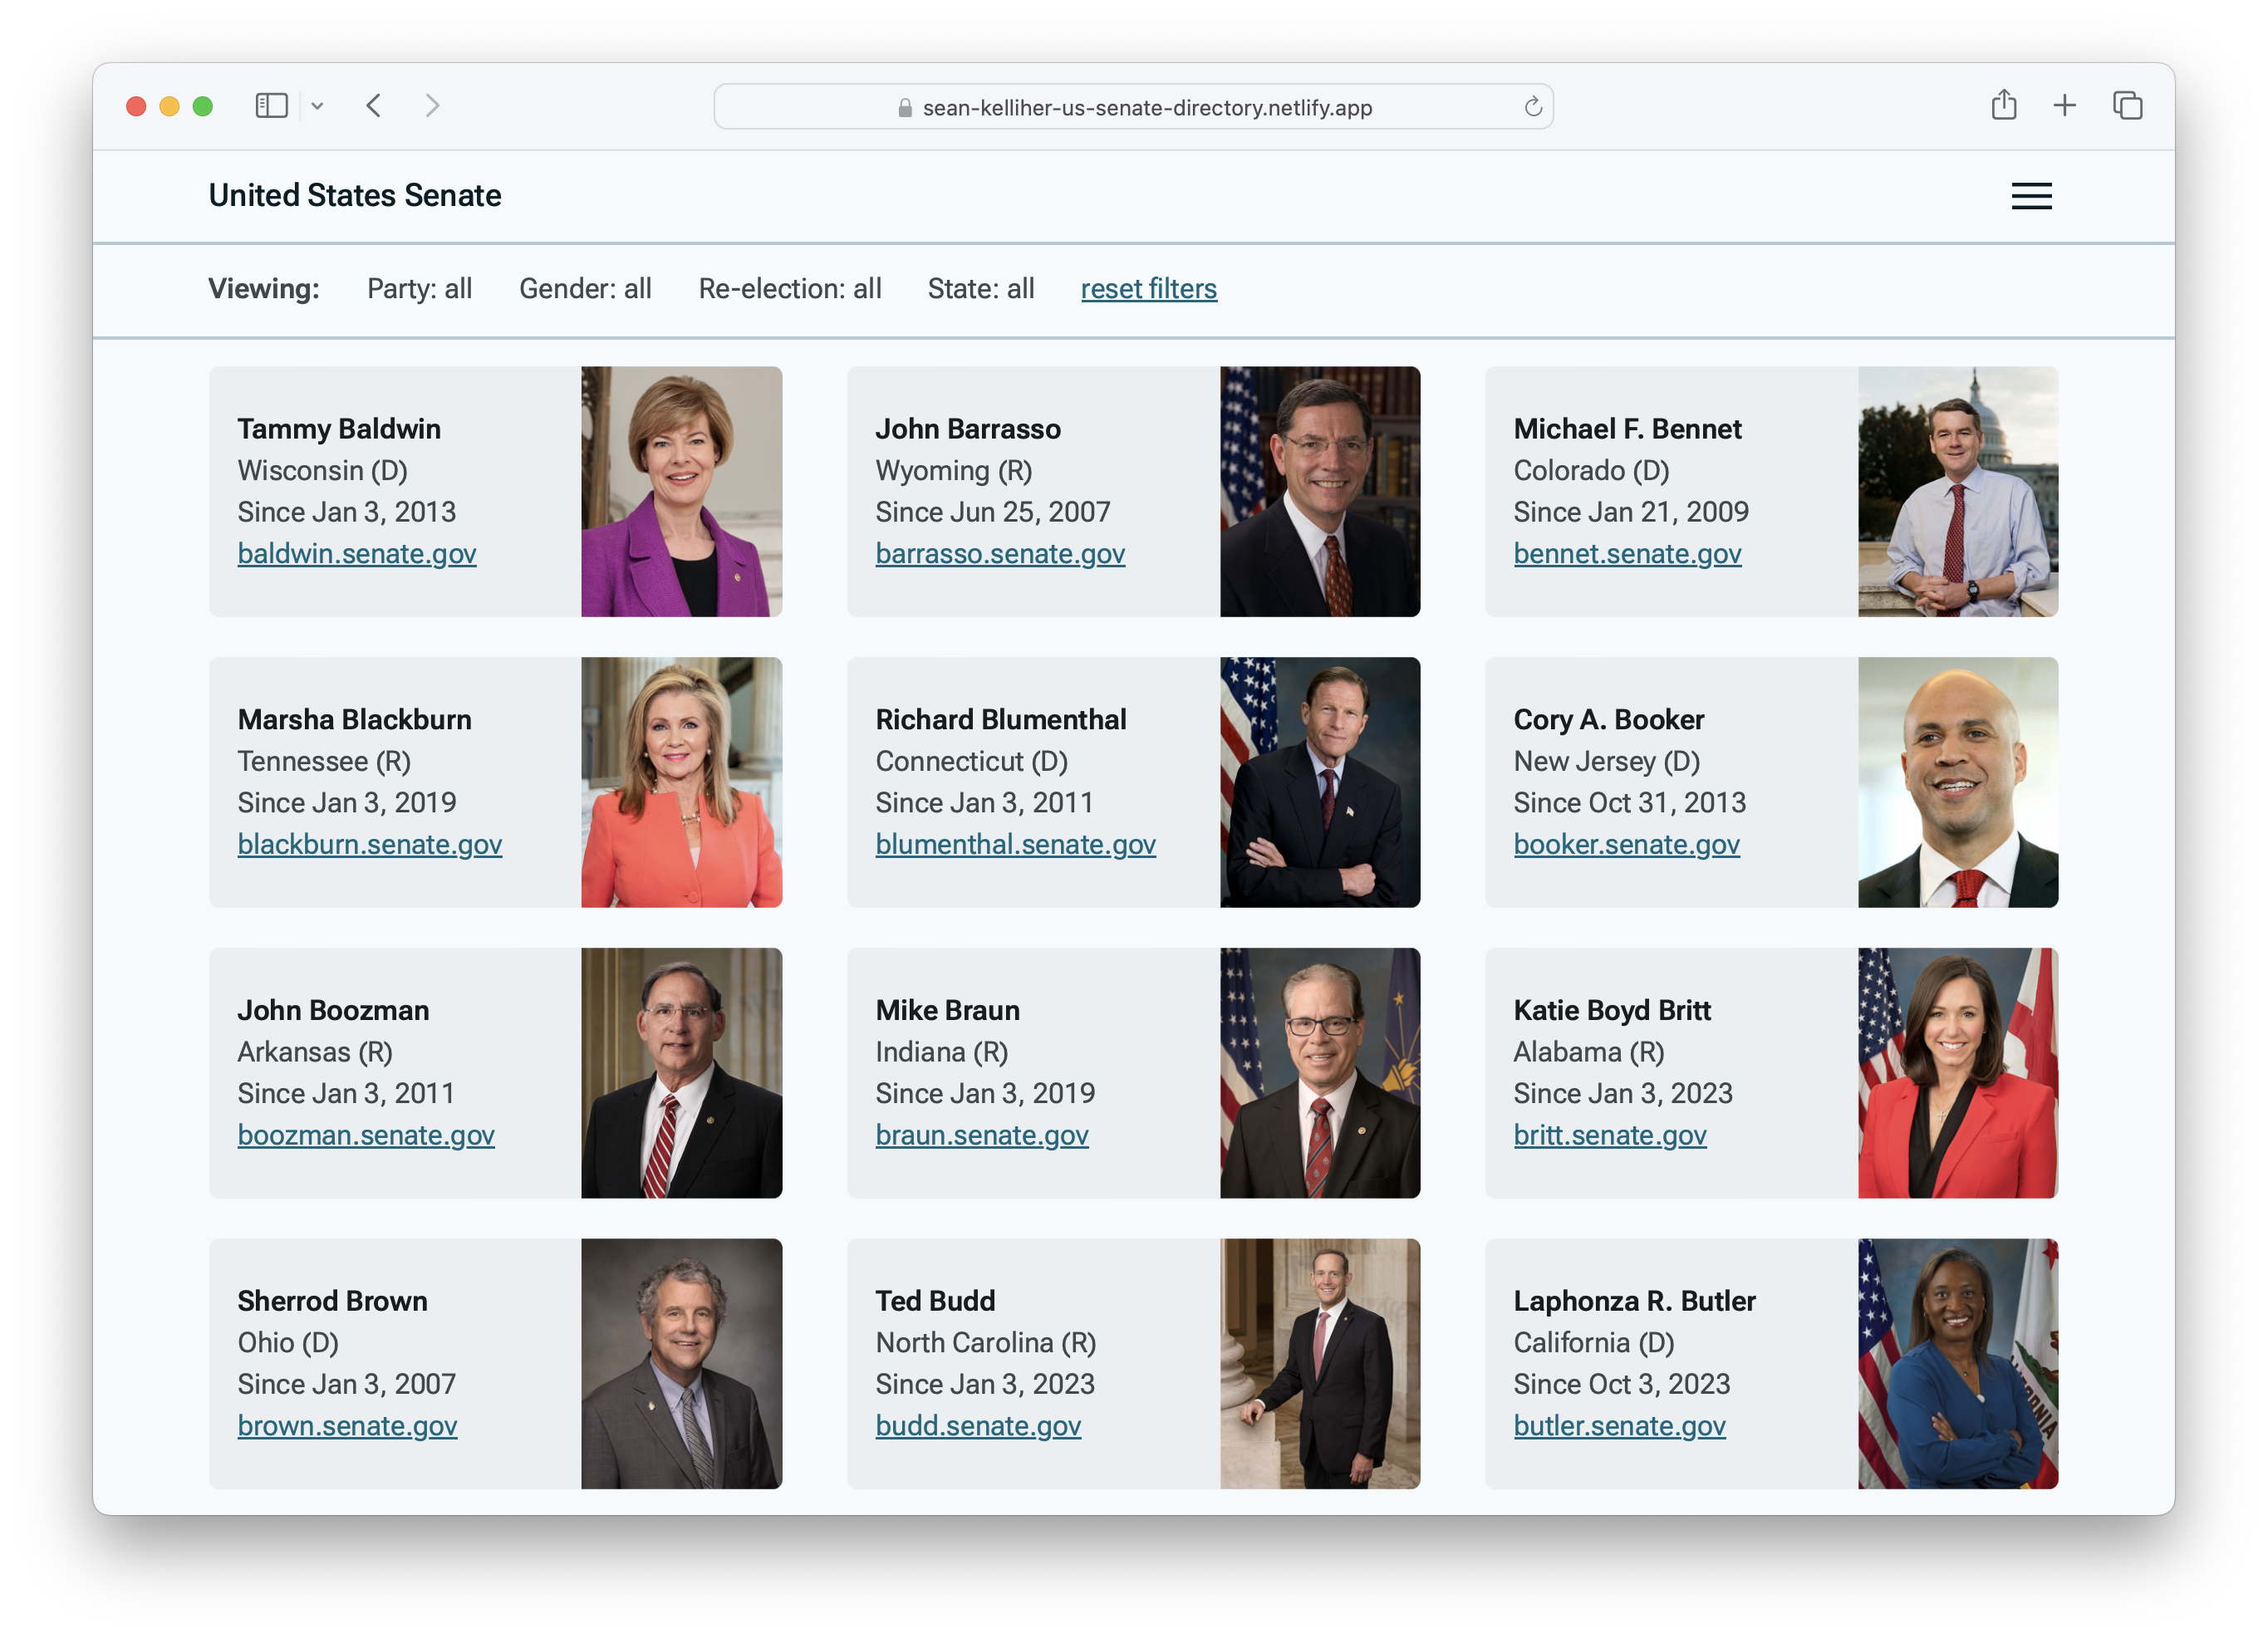 sean-kelliher-us-senate-directory.netlify.app
United States Senate
Viewing: Party: all Gender: all Re-election: all State: all reset filters
Tammy Baldwin
Wisconsin (D)
Since Jan 3, 2013
baldwin.senate.gov
John Barrasso
Wyoming (R)
Since Jun 25, 2007
barrasso.senate.gov
Michael F. Bennet
Colorado (D)
Since Jan 21, 2009
bennet.senate.gov
Marsha Blackburn
Tennessee (R)
Since Jan 3, 2019
blackburn.senate.gov
Richard Blumenthal
Connecticut (D)
Since Jan 3, 2011
blumenthal.senate.gov
Cory A. Booker
New Jersey (D)
Since Oct 31, 2013
booker.senate.gov
John Boozman
Arkansas (R)
Since Jan 3, 2011
boozman.senate.gov
Mike Braun
Indiana (R)
Since Jan 3, 2019
braun.senate.gov
Katie Boyd Britt
Alabama (R)
Since Jan 3, 2023
britt.senate.gov
Sherrod Brown
Ohio (D)
Since Jan 3, 2007
brown.senate.gov
Ted Budd
North Carolina (R)
Since Jan 3, 2023
budd.senate.gov
Laphonza R. Butler
California (D)
Since Oct 3, 2023
butler.senate.gov